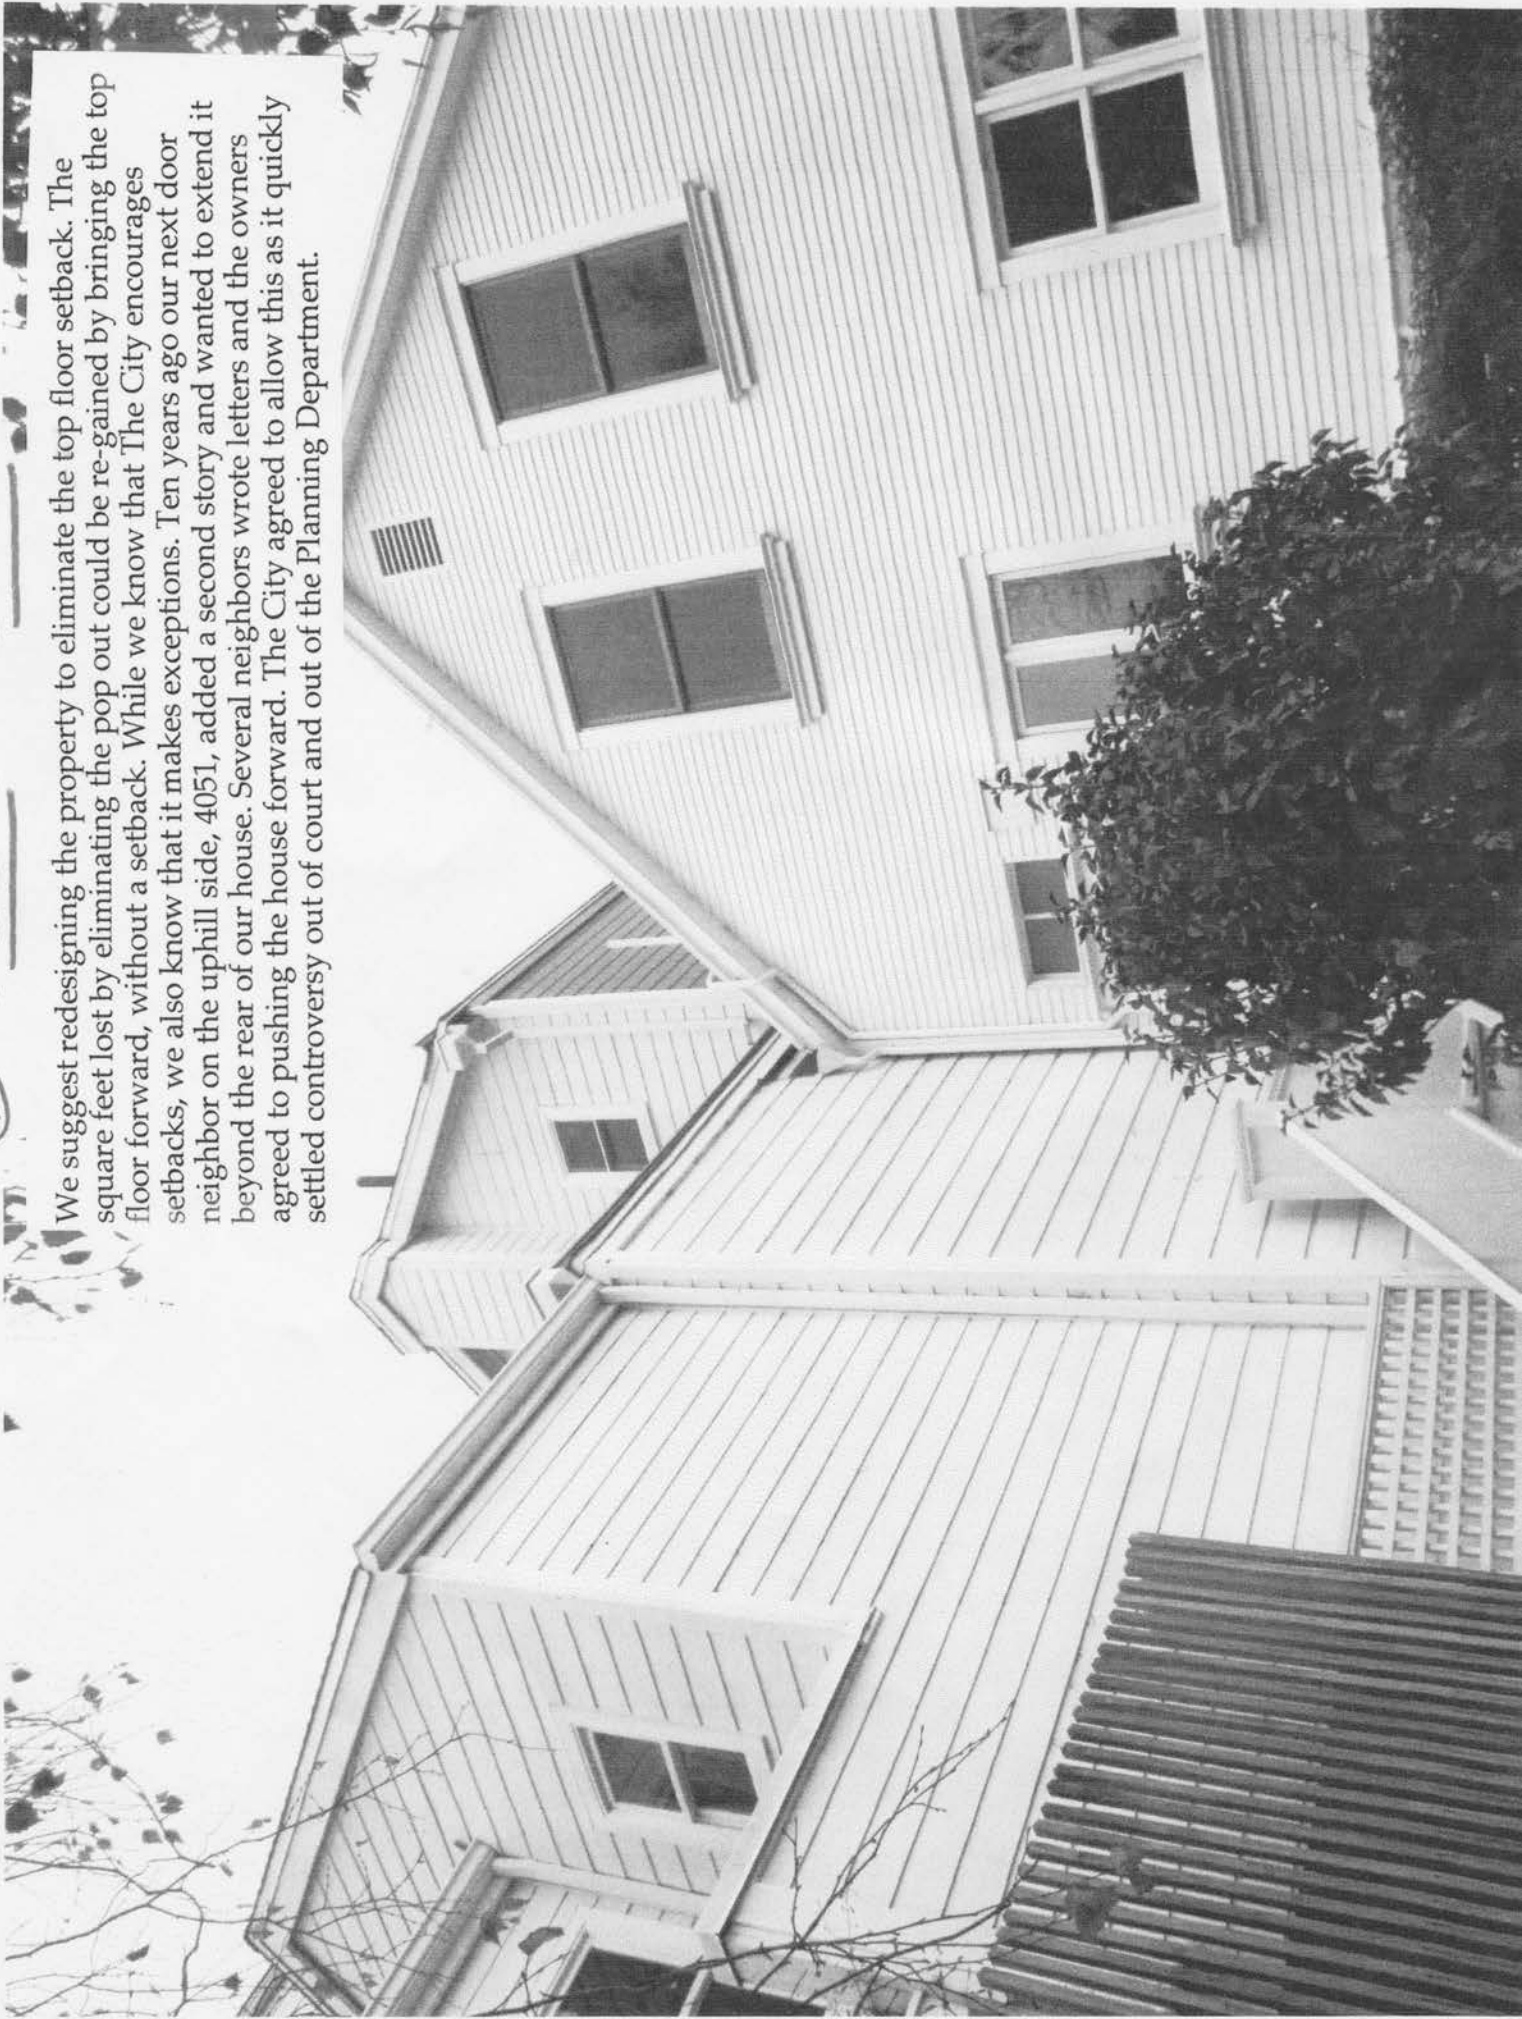 We suggest redesigning the property to eliminate the top floor setback. The
square feet lost by eliminating the pop out could be re-gained by bringing the top
floor forward, without a setback. While we know that The City encourages
setbacks, we also know that it makes exceptions. Ten years ago our next door
neighbor on the uphill side, 4051, added a second story and wanted to extend it
beyond the rear of our house. Several neighbors wrote letters and the owners
agreed to pushing the house forward. The City agreed to allow this as it quickly
settled controversy out of court and out of the Planning Department.